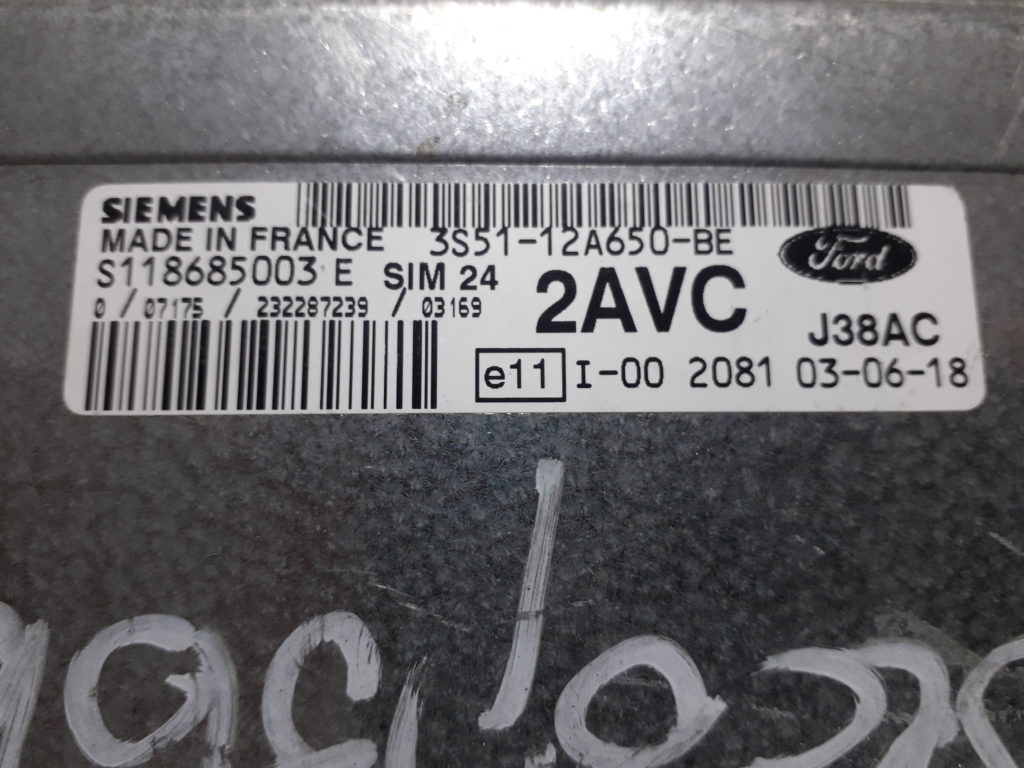 SIEMENS
MADE IN FRANCE 3S51-12A650-BE Ford
S118685003 E SIM 24 2AVC
0 / 07175 / 232287239 / 03169 J38AC
e11 I-00 2081 03-06-18